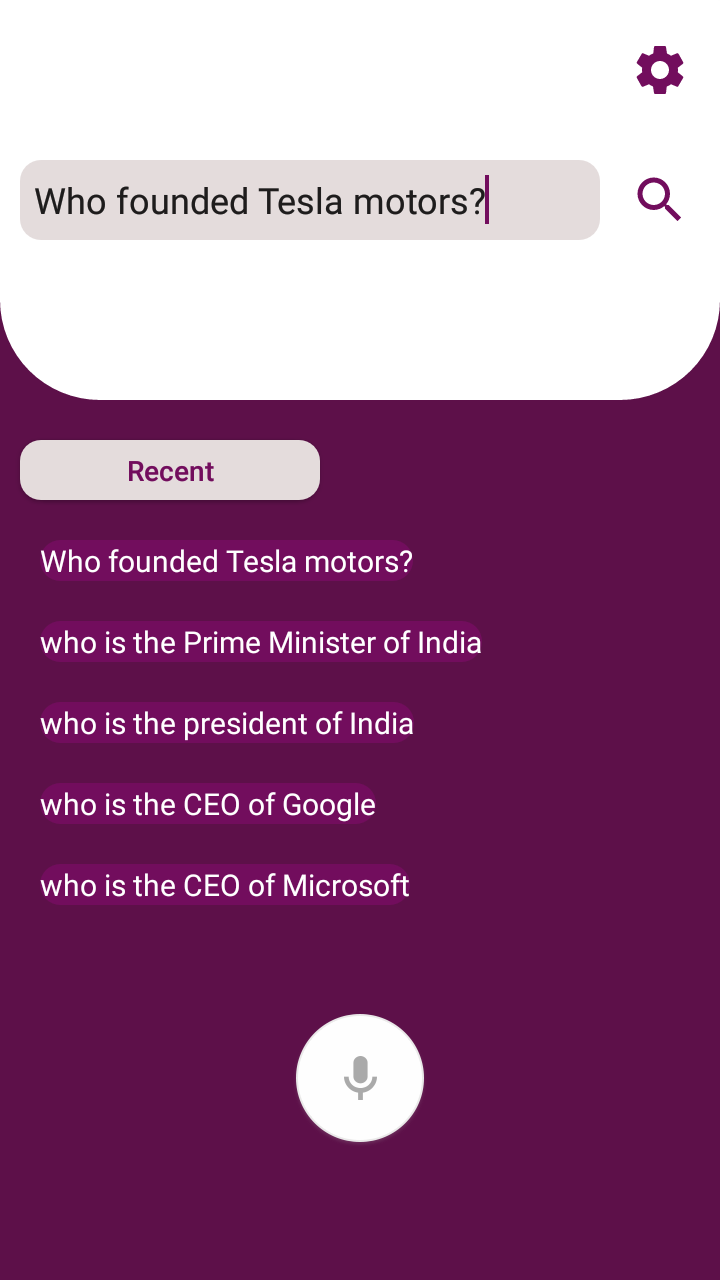 Who founded Tesla motors?
Recent
Who founded Tesla motors?
who is the Prime Minister of India
who is the president of India
who is the CEO of Google
who is the CEO of Microsoft